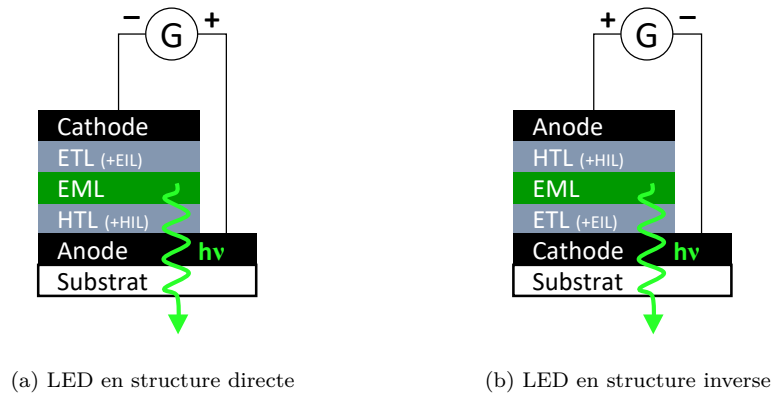 − G +
Cathode
ETL (+EIL)
EML
HTL (+HIL)
Anode hν
Substrat
(a) LED en structure directe
+ G −
Anode
HTL (+HIL)
EML
ETL (+EIL)
Cathode hν
Substrat
(b) LED en structure inverse